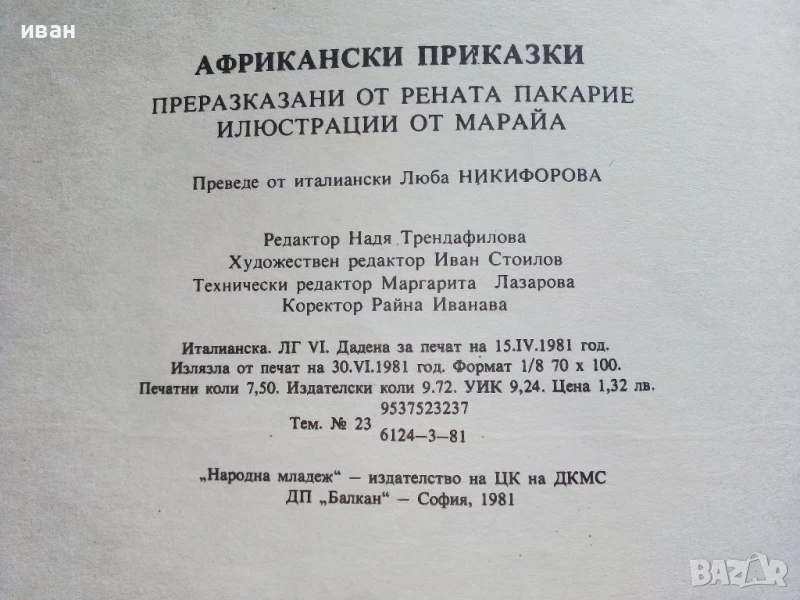 иван
АФРИКАНСКИ ПРИКАЗКИ
ПРЕРАЗКАЗАНИ ОТ РЕНАТА ПАКАРИЕ
ИЛЮСТРАЦИИ ОТ МАРАЙА
Преведе от италиански Люба НИКИФОРОВА
Редактор Надя Трендафилова
Художествен редактор Иван Стоилов
Технически редактор Маргарита Лазарова
Коректор Райна Иванава
Италианска. ЛГ VI. Дадена за печат на 15.IV.1981 год.
Излязла от печат на 30.VI.1981 год. Формат 1/8 70 х 100.
Печатни коли 7,50. Издателски коли 9.72. УИК 9,24. Цена 1,32 лв.
9537523237
Тем. № 23
6124—3—81
„Народна младеж“ — издателство на ЦК на ДКМС
ДП „Балкан“ — София, 1981
BAZAR